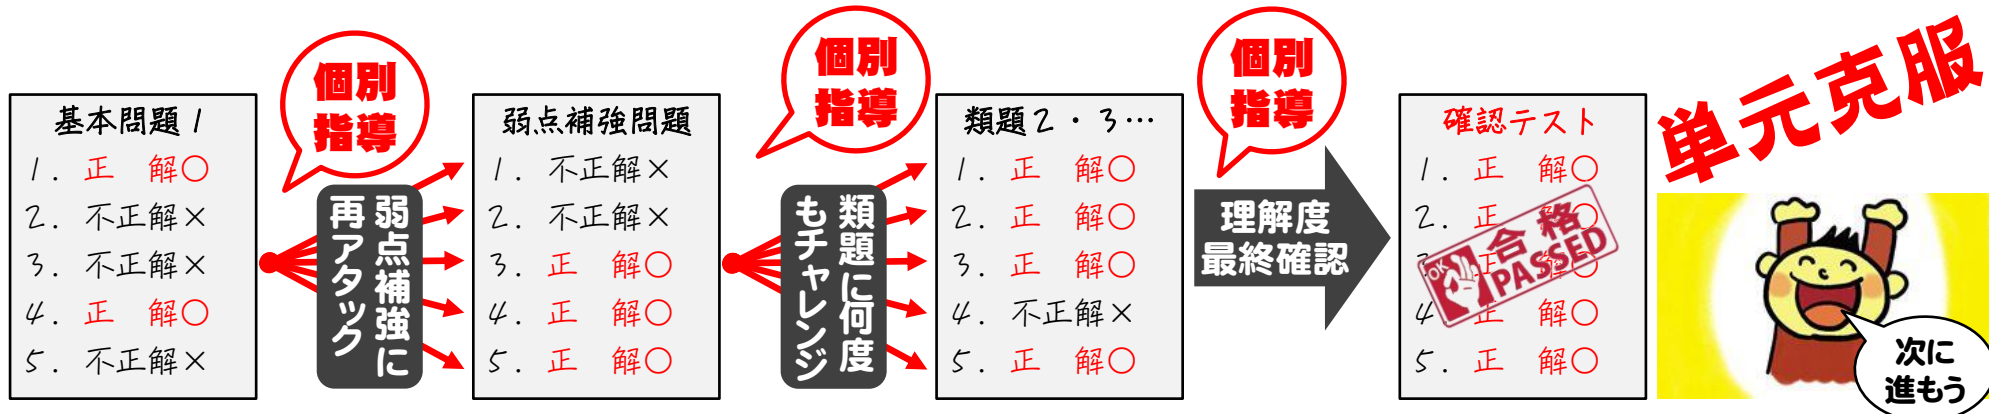 基本問題1
1. 正 解○
2. 不正解×
3. 不正解×
4. 正 解○
5. 不正解×
個別
指導
弱点補強に
再アタック
弱点補強問題
1. 不正解×
2. 不正解×
3. 正 解○
4. 正 解○
5. 正 解○
個別
指導
類題に何度
もチャレンジ
類題2・3…
1. 正 解○
2. 正 解○
3. 正 解○
4. 不正解×
5. 正 解○
個別
指導
理解度
最終確認
確認テスト
1. 正 解○
2. 正 解○
3. 正 解○
4. 正 解○
5. 正 解○
OK
合格
PASSED
単元克服
次に
進もう